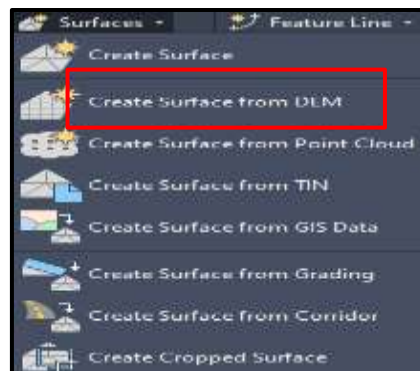 Surfaces Feature Line
Create Surface
Create Surface from DEM
Create Surface from Point Cloud
Create Surface from TIN
Create Surface from GIS Data
Create Surface from Grading
Create Surface from Corridor
Create Cropped Surface